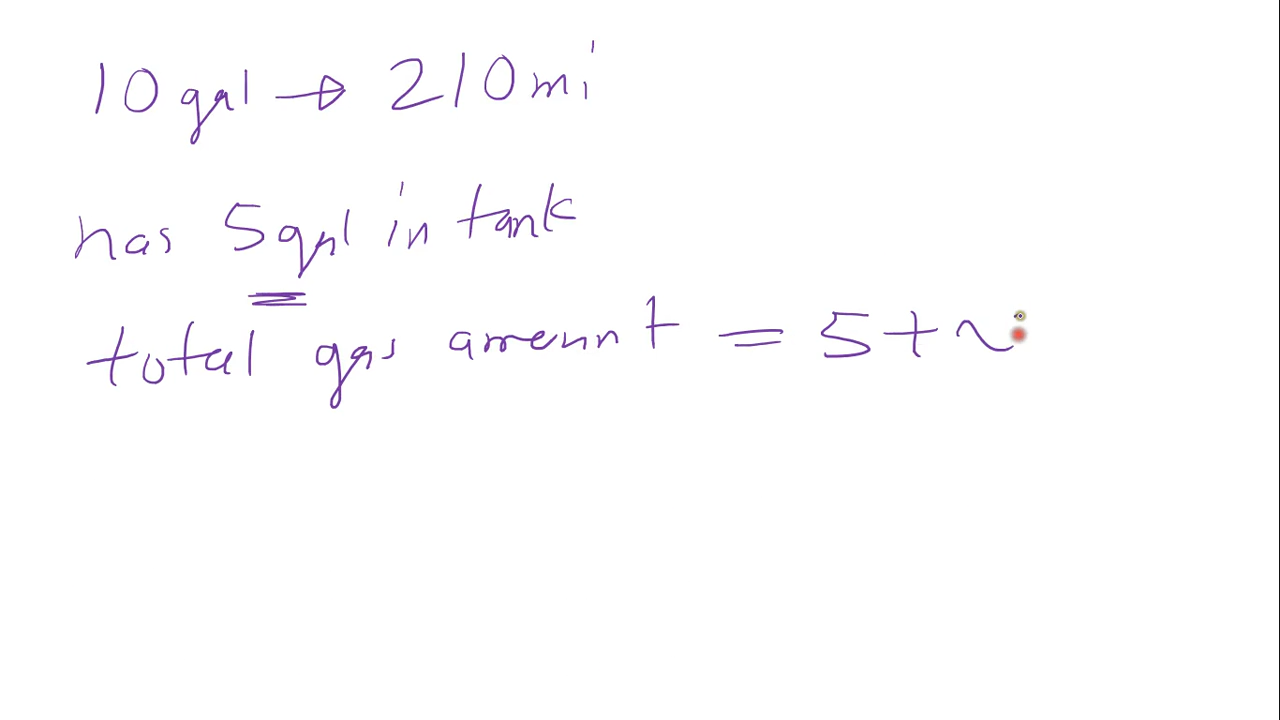 10 gal → 210 mi
has 5 gal in tank
total gas amount = 5 +